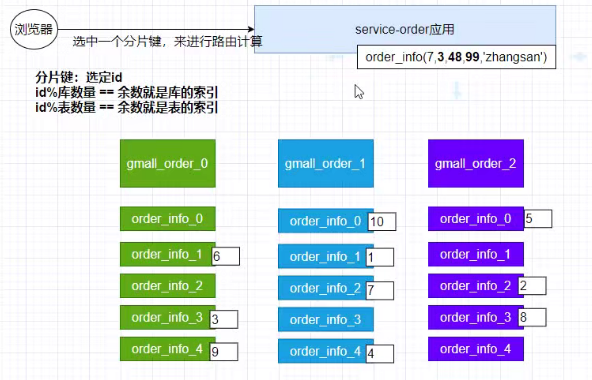 浏览器
选中一个分片键，来进行路由计算
service-order应用
order_info(7,3,48,99,'zhangsan')
分片键：选定id
id%库数量 == 余数就是库的索引
id%表数量 == 余数就是表的索引
gmall_order_0
gmall_order_1
gmall_order_2
order_info_0
order_info_0
10
order_info_0
5
order_info_1
6
order_info_1
1
order_info_1
order_info_2
order_info_2
7
order_info_2
2
order_info_3
3
order_info_3
order_info_3
8
order_info_4
9
order_info_4
4
order_info_4